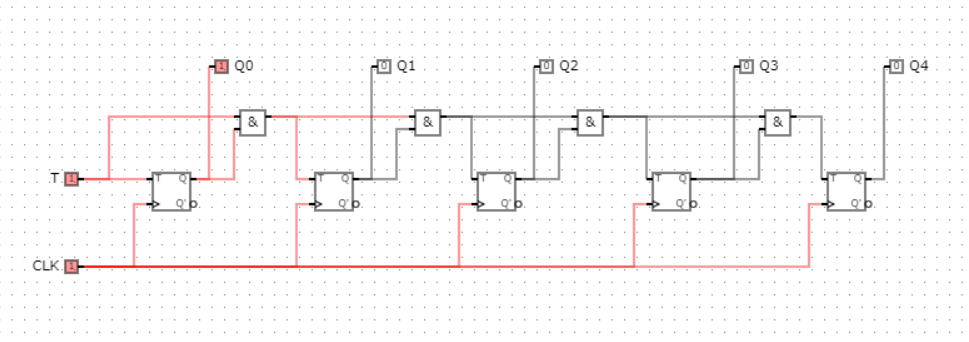 1 Q0 0 Q1 0 Q2 0 Q3 0 Q4
& & & &
T 1 T Q T Q T Q T Q T Q
Q' Q' Q' Q' Q'
CLK 1